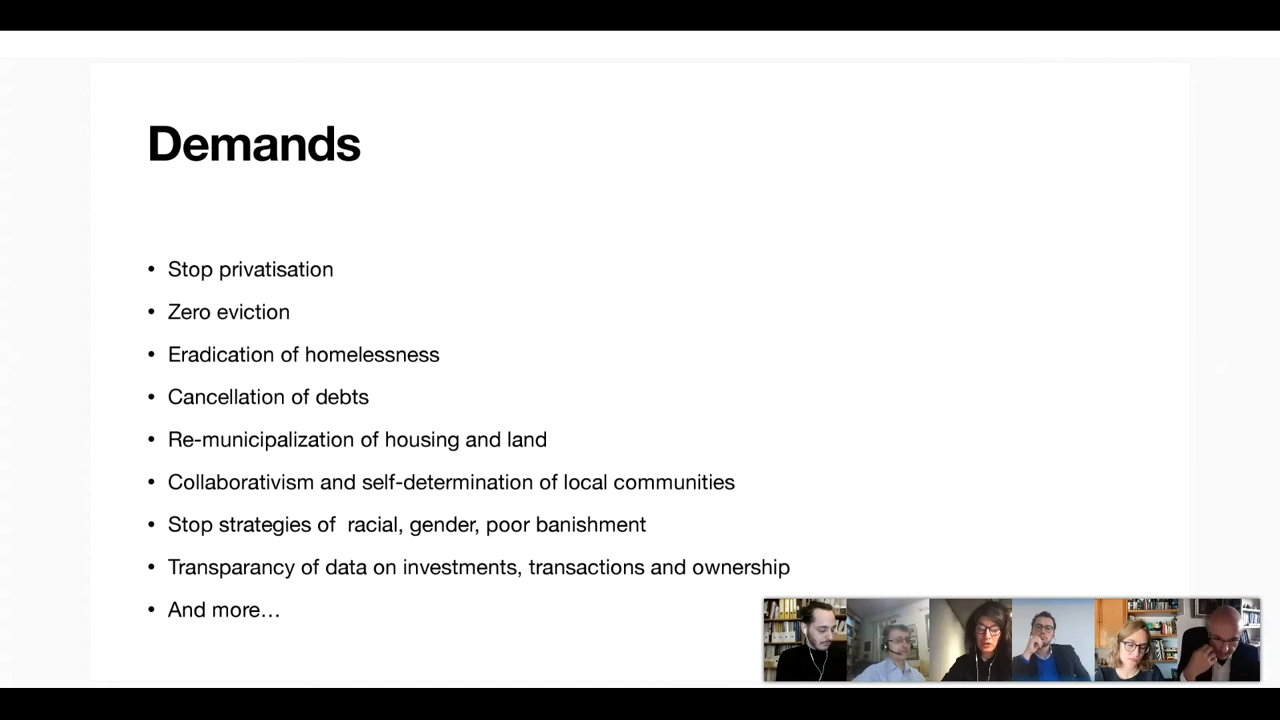 Demands
• Stop privatisation
• Zero eviction
• Eradication of homelessness
• Cancellation of debts
• Re-municipalization of housing and land
• Collaborativism and self-determination of local communities
• Stop strategies of  racial, gender, poor banishment
• Transparancy of data on investments, transactions and ownership
• And more…